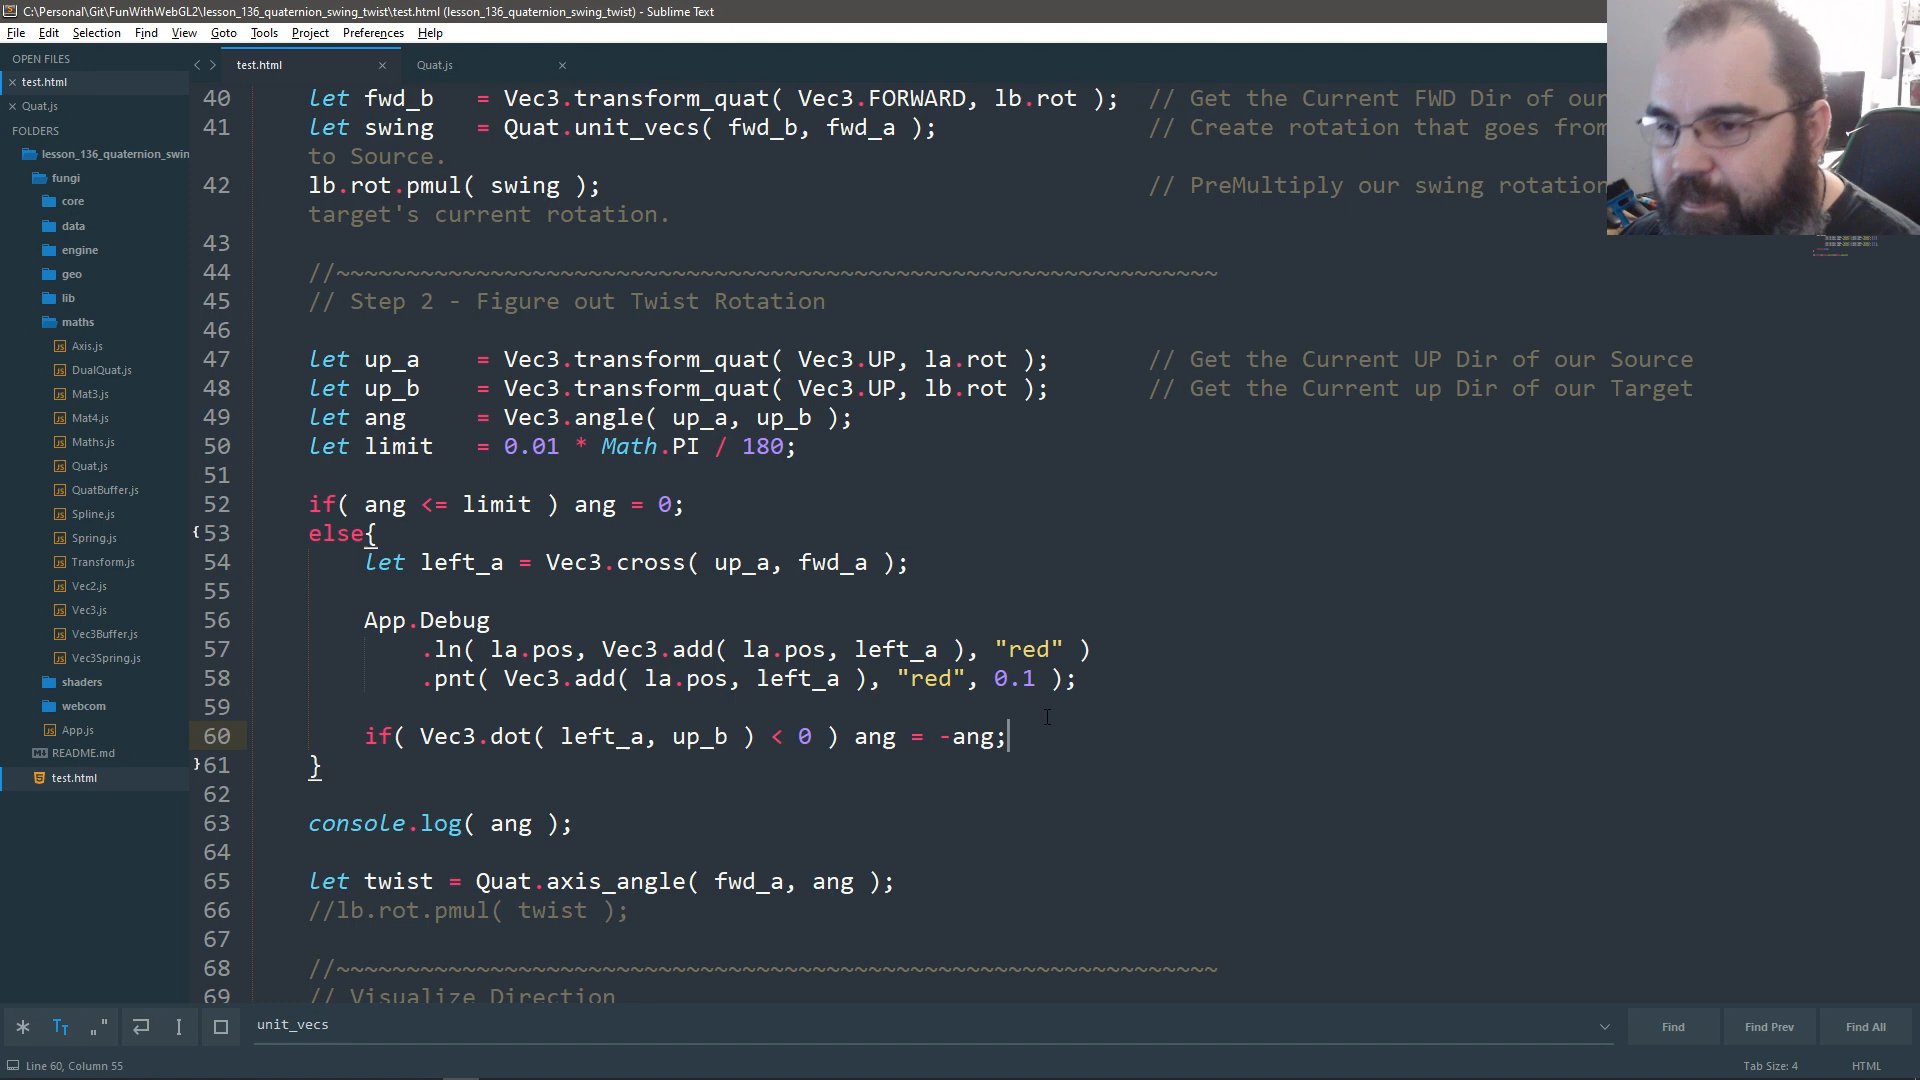 C:\Personal\Git\FunWithWebGL2\lesson_136_quaternion_swing_twist\test.html (lesson_136_quaternion_swing_twist) - Sublime Text
File Edit Selection Find View Goto Tools Project Preferences Help
OPEN FILES
test.html
Quat.js
FOLDERS
lesson_136_quaternion_swin
fungi
core
data
engine
geo
lib
maths
Axis.js
DualQuat.js
Mat3.js
Mat4.js
Maths.js
Quat.js
QuatBuffer.js
Spline.js
Spring.js
Transform.js
Vec2.js
Vec3.js
Vec3Buffer.js
Vec3Spring.js
shaders
webcom
App.js
README.md
test.html
test.html Quat.js
40 let fwd_b = Vec3.transform_quat( Vec3.FORWARD, lb.rot ); // Get the Current FWD Dir of our
41 let swing = Quat.unit_vecs( fwd_b, fwd_a ); // Create rotation that goes from
to Source.
42 lb.rot.pmul( swing ); // PreMultiply our swing rotation
target's current rotation.
43
44 //~~~~~~~~~~~~~~~~~~~~~~~~~~~~~~~~~~~~~~~~~~~~~~~~~~~~~~~~~~~~~~~
45 // Step 2 - Figure out Twist Rotation
46
47 let up_a = Vec3.transform_quat( Vec3.UP, la.rot ); // Get the Current UP Dir of our Source
48 let up_b = Vec3.transform_quat( Vec3.UP, lb.rot ); // Get the Current up Dir of our Target
49 let ang = Vec3.angle( up_a, up_b );
50 let limit = 0.01 * Math.PI / 180;
51
52 if( ang <= limit ) ang = 0;
53 else{
54 let left_a = Vec3.cross( up_a, fwd_a );
55
56 App.Debug
57 .ln( la.pos, Vec3.add( la.pos, left_a ), "red" )
58 .pnt( Vec3.add( la.pos, left_a ), "red", 0.1 );
59
60 if( Vec3.dot( left_a, up_b ) < 0 ) ang = -ang;
61 }
62
63 console.log( ang );
64
65 let twist = Quat.axis_angle( fwd_a, ang );
66 //lb.rot.pmul( twist );
67
68 //~~~~~~~~~~~~~~~~~~~~~~~~~~~~~~~~~~~~~~~~~~~~~~~~~~~~~~~~~~~~~~~
69 // Visualize Direction
unit_vecs
Find Find Prev Find All
Line 60, Column 55
Tab Size: 4 HTML